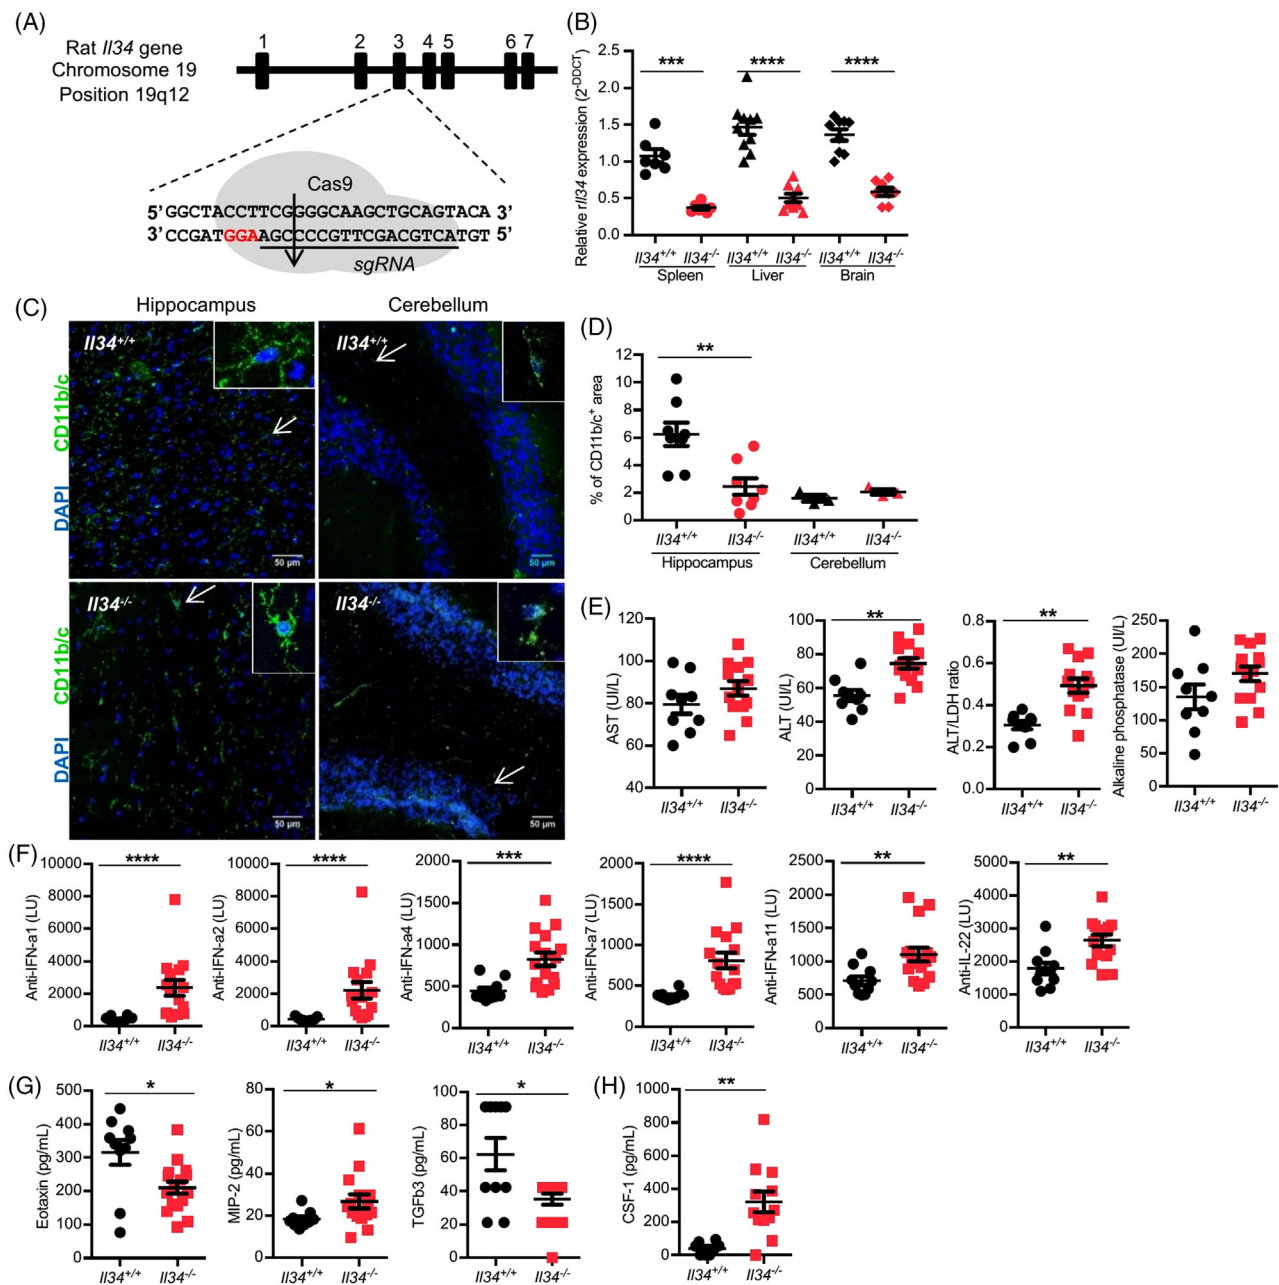 (A)
Rat Il34 gene
Chromosome 19
Position 19q12
1 2 3 4 5 6 7
Cas9
5’GGCTACCTTCGGGGCAAGCTGCAGTACA 3’
3’CCGATGGAAGCCCCGTTCGACGTCATGT 5’
sgRNA
(B)
Relative rIl34 expression (2-DDCT)
2.5
2.0
1.5
1.0
0.5
0.0
*** **** ****
Il34+/+ Il34-/- Il34+/+ Il34-/- Il34+/+ Il34-/-
Spleen Liver Brain
(C)
Hippocampus Cerebellum
DAPI CD11b/c
Il34+/+ Il34+/+
50 µm 50 µm
DAPI CD11b/c
Il34-/- Il34-/-
50 µm 50 µm
(D)
% of CD11b/c+ area
12
10
8
6
4
2
0
**
Il34+/+ Il34-/- Il34+/+ Il34-/-
Hippocampus Cerebellum
(E)
AST (UI/L)
120
100
80
60
40
Il34+/+ Il34-/-
ALT (UI/L)
100
80
60
40
20
0
**
Il34+/+ Il34-/-
ALT/LDH ratio
0.8
0.6
0.4
0.2
0.0
**
Il34+/+ Il34-/-
Alkaline phosphatase (UI/L)
250
200
150
100
50
0
Il34+/+ Il34-/-
(F)
Anti-IFN-a1 (LU)
10000
8000
6000
4000
2000
0
****
Il34+/+ Il34-/-
Anti-IFN-a2 (LU)
10000
8000
6000
4000
2000
0
****
Il34+/+ Il34-/-
Anti-IFN-a4 (LU)
2000
1500
1000
500
0
***
Il34+/+ Il34-/-
Anti-IFN-a7 (LU)
2000
1500
1000
500
0
****
Il34+/+ Il34-/-
Anti-IFN-a11 (LU)
2500
2000
1500
1000
500
0
**
Il34+/+ Il34-/-
Anti-IL-22 (LU)
5000
4000
3000
2000
1000
0
**
Il34+/+ Il34-/-
(G)
Eotaxin (pg/mL)
500
400
300
200
100
0
*
Il34+/+ Il34-/-
MIP-2 (pg/mL)
80
60
40
20
0
*
Il34+/+ Il34-/-
TGFb3 (pg/mL)
100
80
60
40
20
0
*
Il34+/+ Il34-/-
(H)
CSF-1 (pg/mL)
1000
800
600
400
200
0
**
Il34+/+ Il34-/-